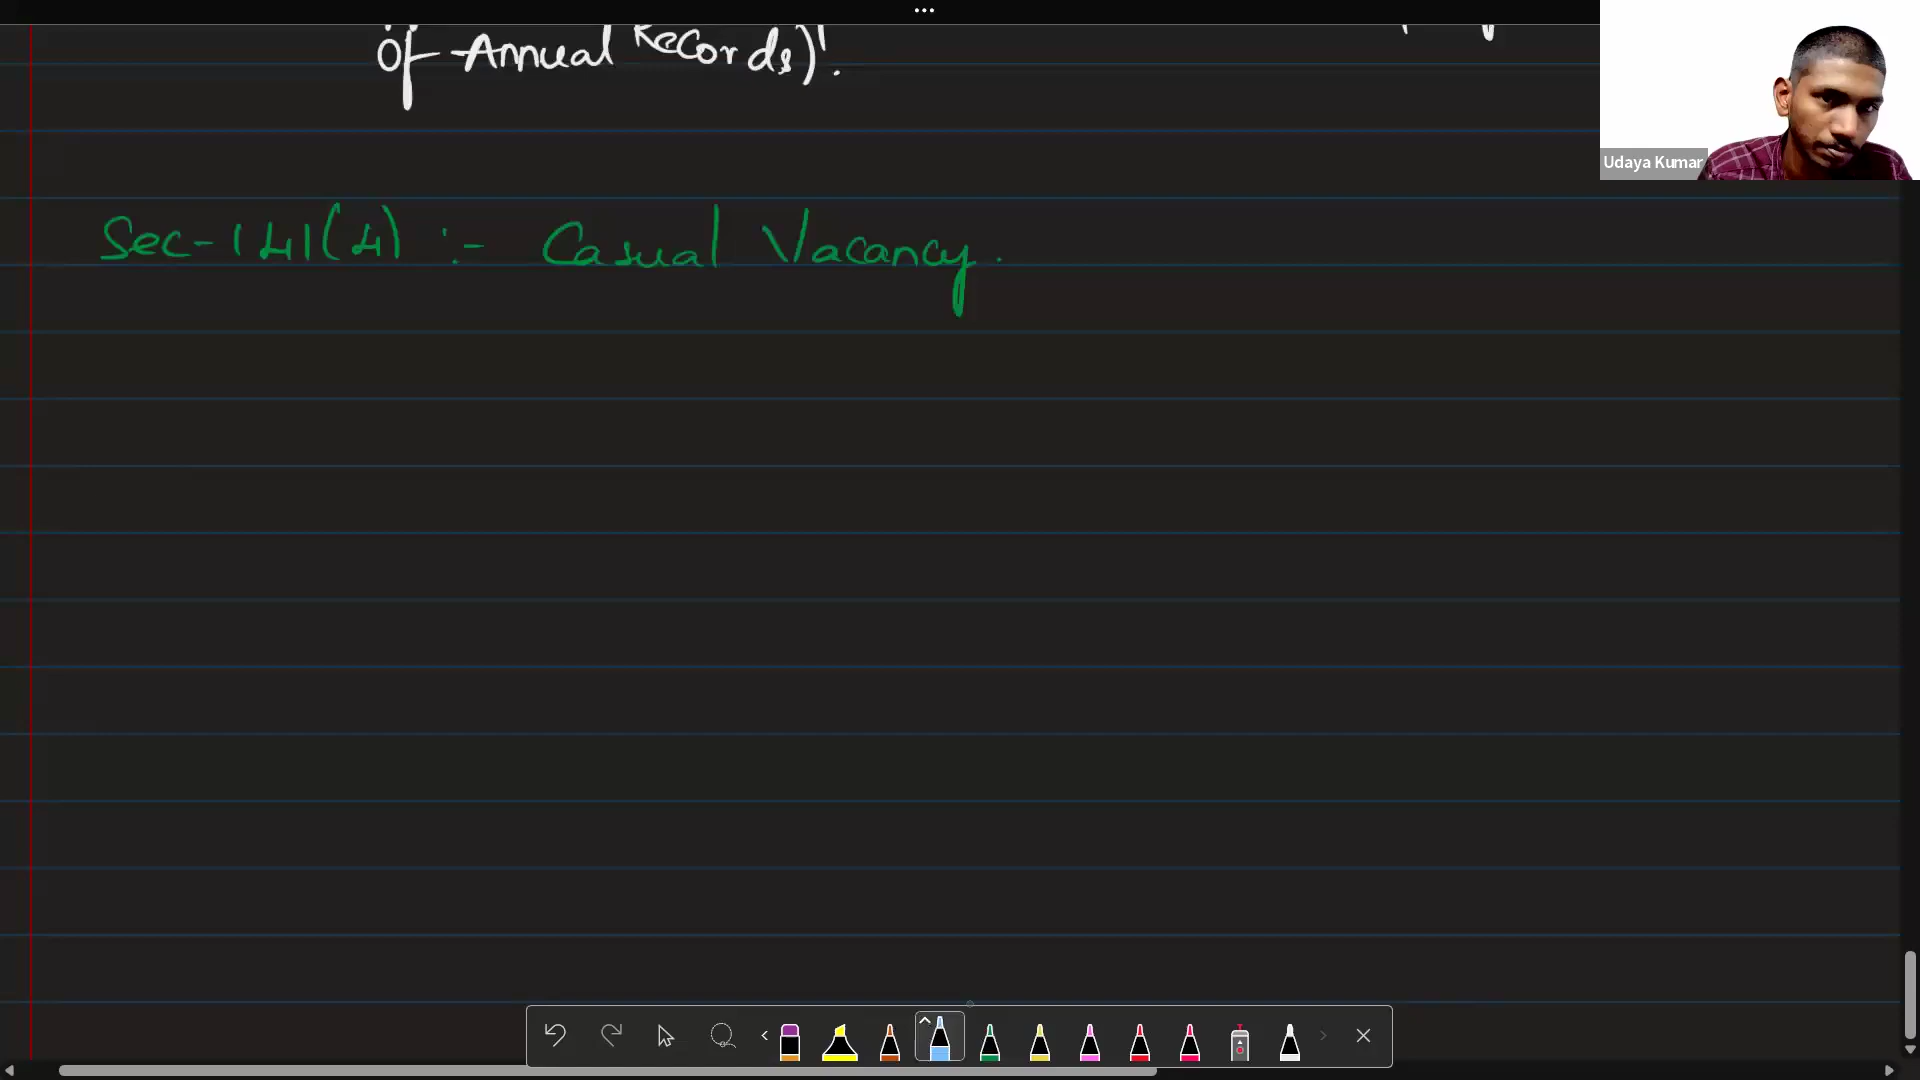 of Annual Records)'.
Udaya Kumar
Sec-141(4) :- Casual Vacancy.